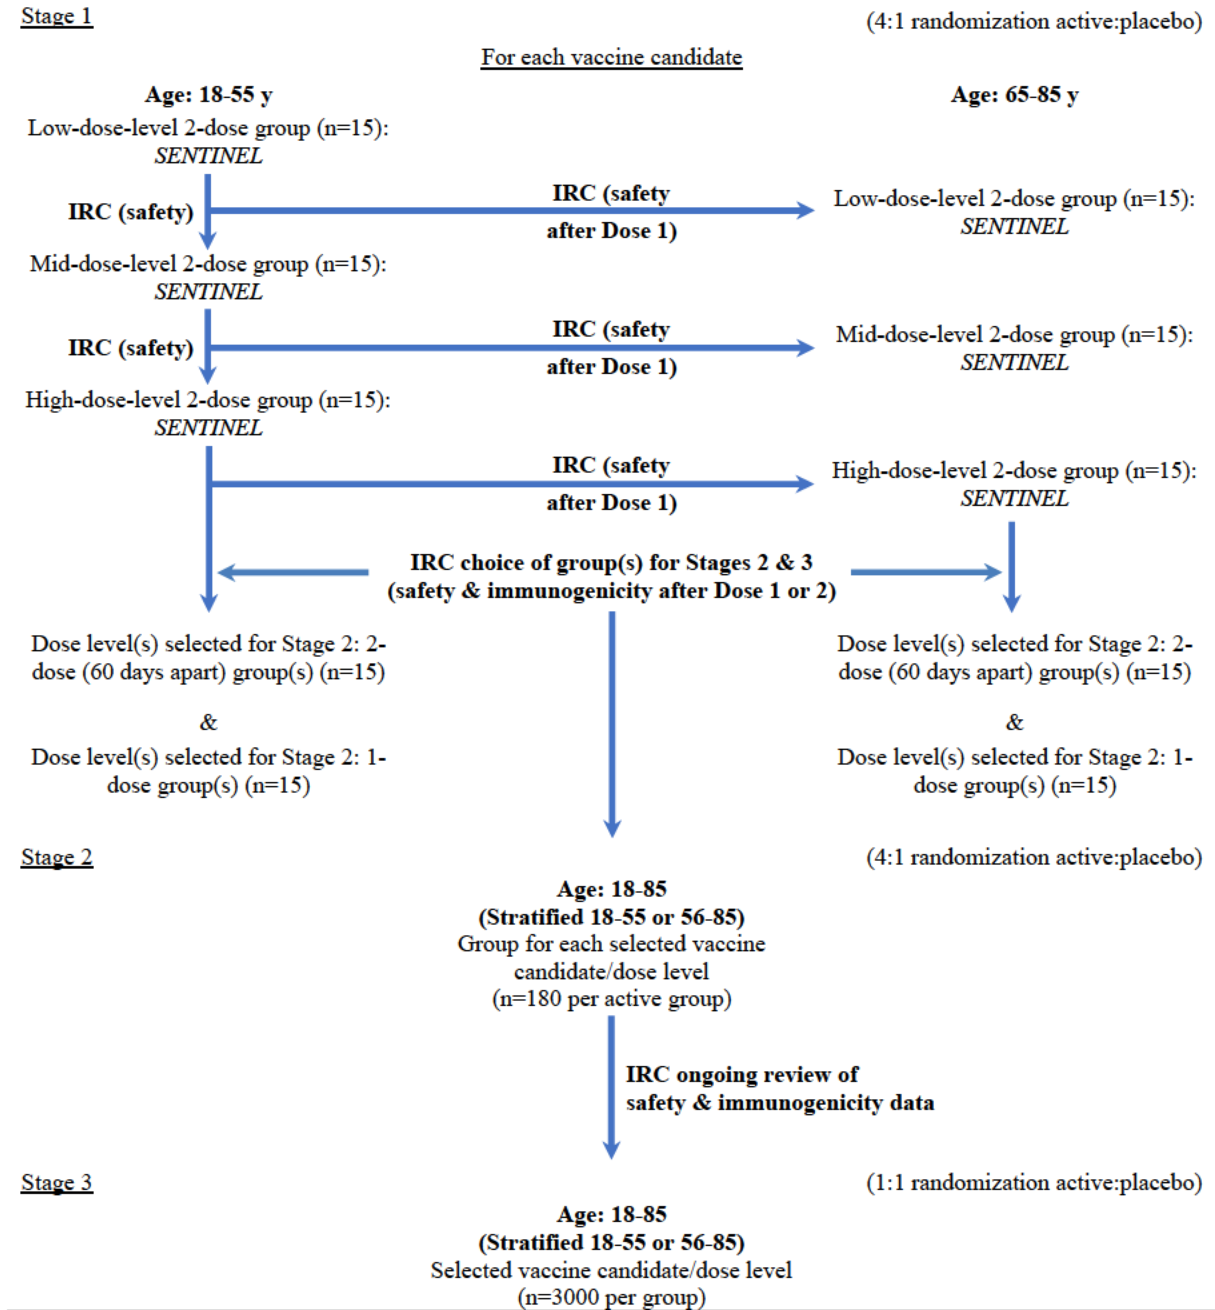 Stage 1
(4:1 randomization active:placebo)
For each vaccine candidate
Age: 18-55 y
Age: 65-85 y
Low-dose-level 2-dose group (n=15):
SENTINEL
IRC (safety)
IRC (safety
after Dose 1)
Low-dose-level 2-dose group (n=15):
SENTINEL
Mid-dose-level 2-dose group (n=15):
SENTINEL
IRC (safety)
IRC (safety
after Dose 1)
Mid-dose-level 2-dose group (n=15):
SENTINEL
High-dose-level 2-dose group (n=15):
SENTINEL
IRC (safety
after Dose 1)
High-dose-level 2-dose group (n=15):
SENTINEL
IRC choice of group(s) for Stages 2 & 3
(safety & immunogenicity after Dose 1 or 2)
Dose level(s) selected for Stage 2: 2-
dose (60 days apart) group(s) (n=15)
&
Dose level(s) selected for Stage 2: 1-
dose group(s) (n=15)
Dose level(s) selected for Stage 2: 2-
dose (60 days apart) group(s) (n=15)
&
Dose level(s) selected for Stage 2: 1-
dose group(s) (n=15)
Stage 2
(4:1 randomization active:placebo)
Age: 18-85
(Stratified 18-55 or 56-85)
Group for each selected vaccine
candidate/dose level
(n=180 per active group)
IRC ongoing review of
safety & immunogenicity data
Stage 3
(1:1 randomization active:placebo)
Age: 18-85
(Stratified 18-55 or 56-85)
Selected vaccine candidate/dose level
(n=3000 per group)